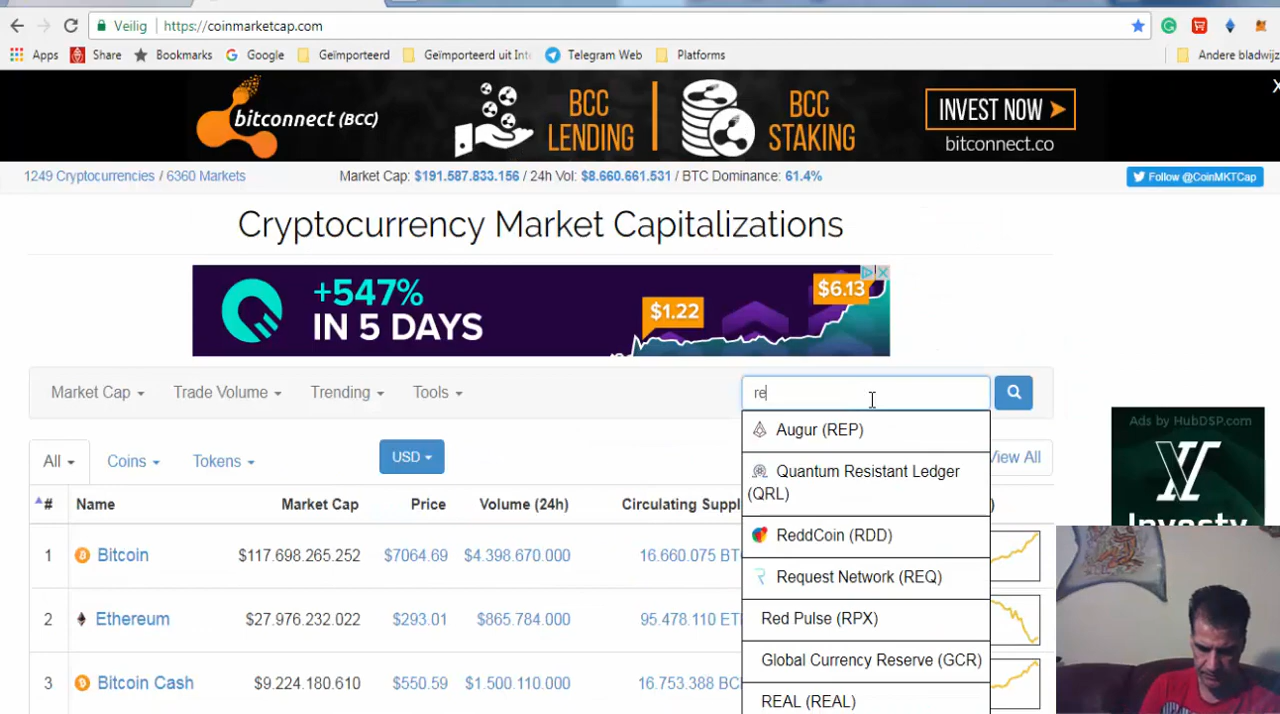 Veilig
https://coinmarketcap.com
Apps Share Bookmarks Google Geïmporteerd Geïmporteerd uit Int Telegram Web Platforms Andere bladwijz
bitconnect (BCC)
BCC
LENDING
BCC
STAKING
INVEST NOW
bitconnect.co
X
1249 Cryptocurrencies / 6360 Markets
Market Cap: $191.587.833.156 / 24h Vol: $8.660.661.531 / BTC Dominance: 61.4%
Follow @CoinMKTCap
Cryptocurrency Market Capitalizations
+547%
IN 5 DAYS
$1.22
$6.13
Market Cap Trade Volume Trending Tools
re
Augur (REP)
Quantum Resistant Ledger
(QRL)
ReddCoin (RDD)
Request Network (REQ)
Red Pulse (RPX)
Global Currency Reserve (GCR)
REAL (REAL)
All Coins Tokens USD View All
# Name Market Cap Price Volume (24h) Circulating Suppl )
1 Bitcoin $117.698.265.252 $7064.69 $4.398.670.000 16.660.075 BT
2 Ethereum $27.976.232.022 $293.01 $865.784.000 95.478.110 ET
3 Bitcoin Cash $9.224.180.610 $550.59 $1.500.110.000 16.753.388 BC
Ads by HubDSP.com